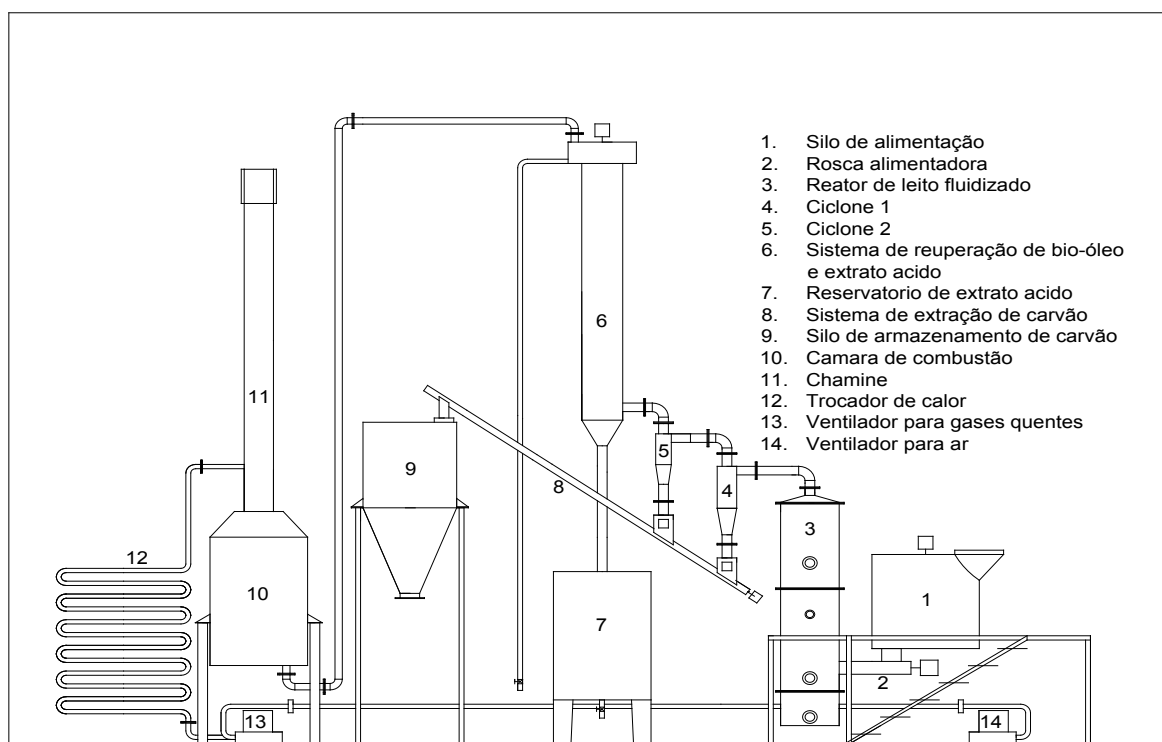 1. Silo de alimentação
2. Rosca alimentadora
3. Reator de leito fluidizado
4. Ciclone 1
5. Ciclone 2
6. Sistema de reuperação de bio-óleo
e extrato acido
7. Reservatorio de extrato acido
8. Sistema de extração de carvão
9. Silo de armazenamento de carvão
10. Camara de combustão
11. Chamine
12. Trocador de calor
13. Ventilador para gases quentes
14. Ventilador para ar
11
6
5
9
4
8
3
12
10
7
1
2
13
14